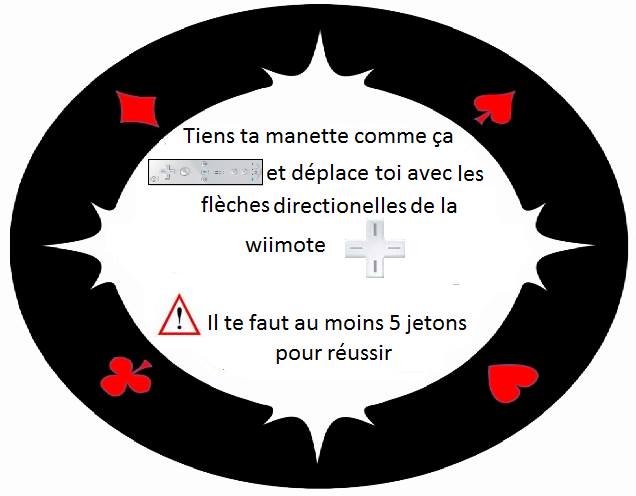 Tiens ta manette comme ça
et déplace toi avec les
flèches directionelles de la
wiimote
! Il te faut au moins 5 jetons
pour réussir